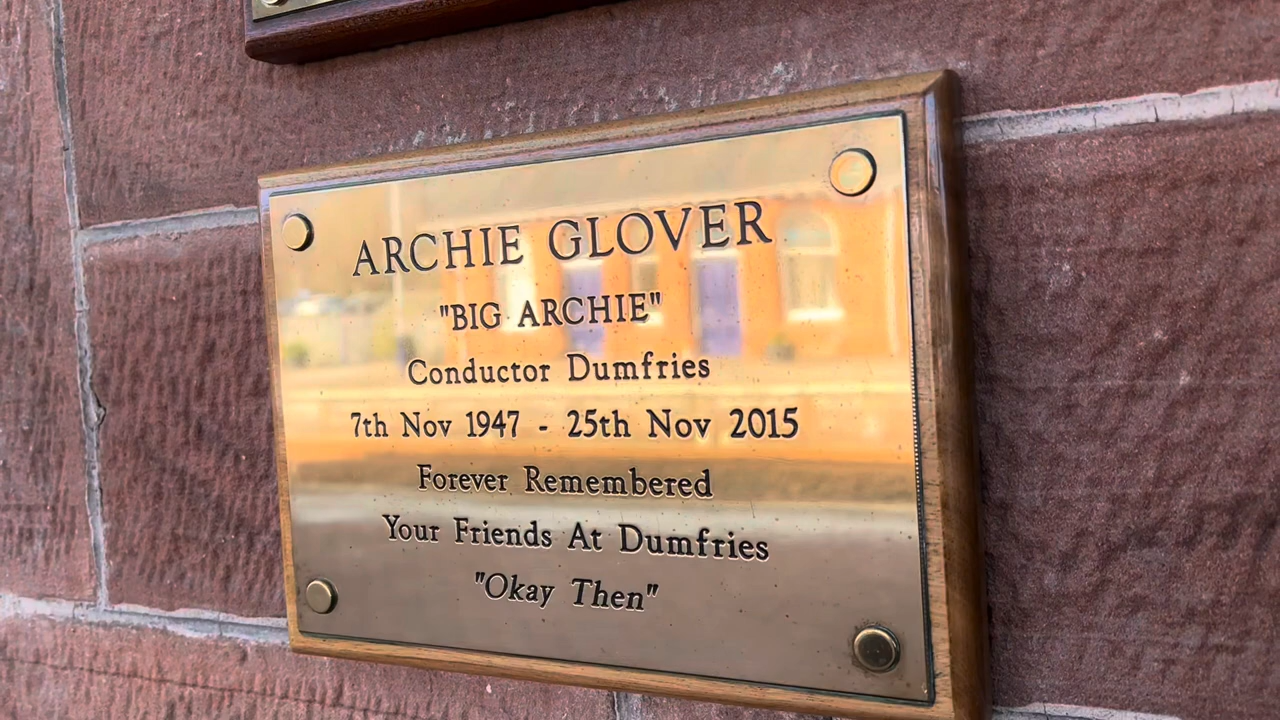 ARCHIE GLOVER
"BIG ARCHIE"
Conductor Dumfries
7th Nov 1947 - 25th Nov 2015
Forever Remembered
Your Friends At Dumfries
"Okay Then"